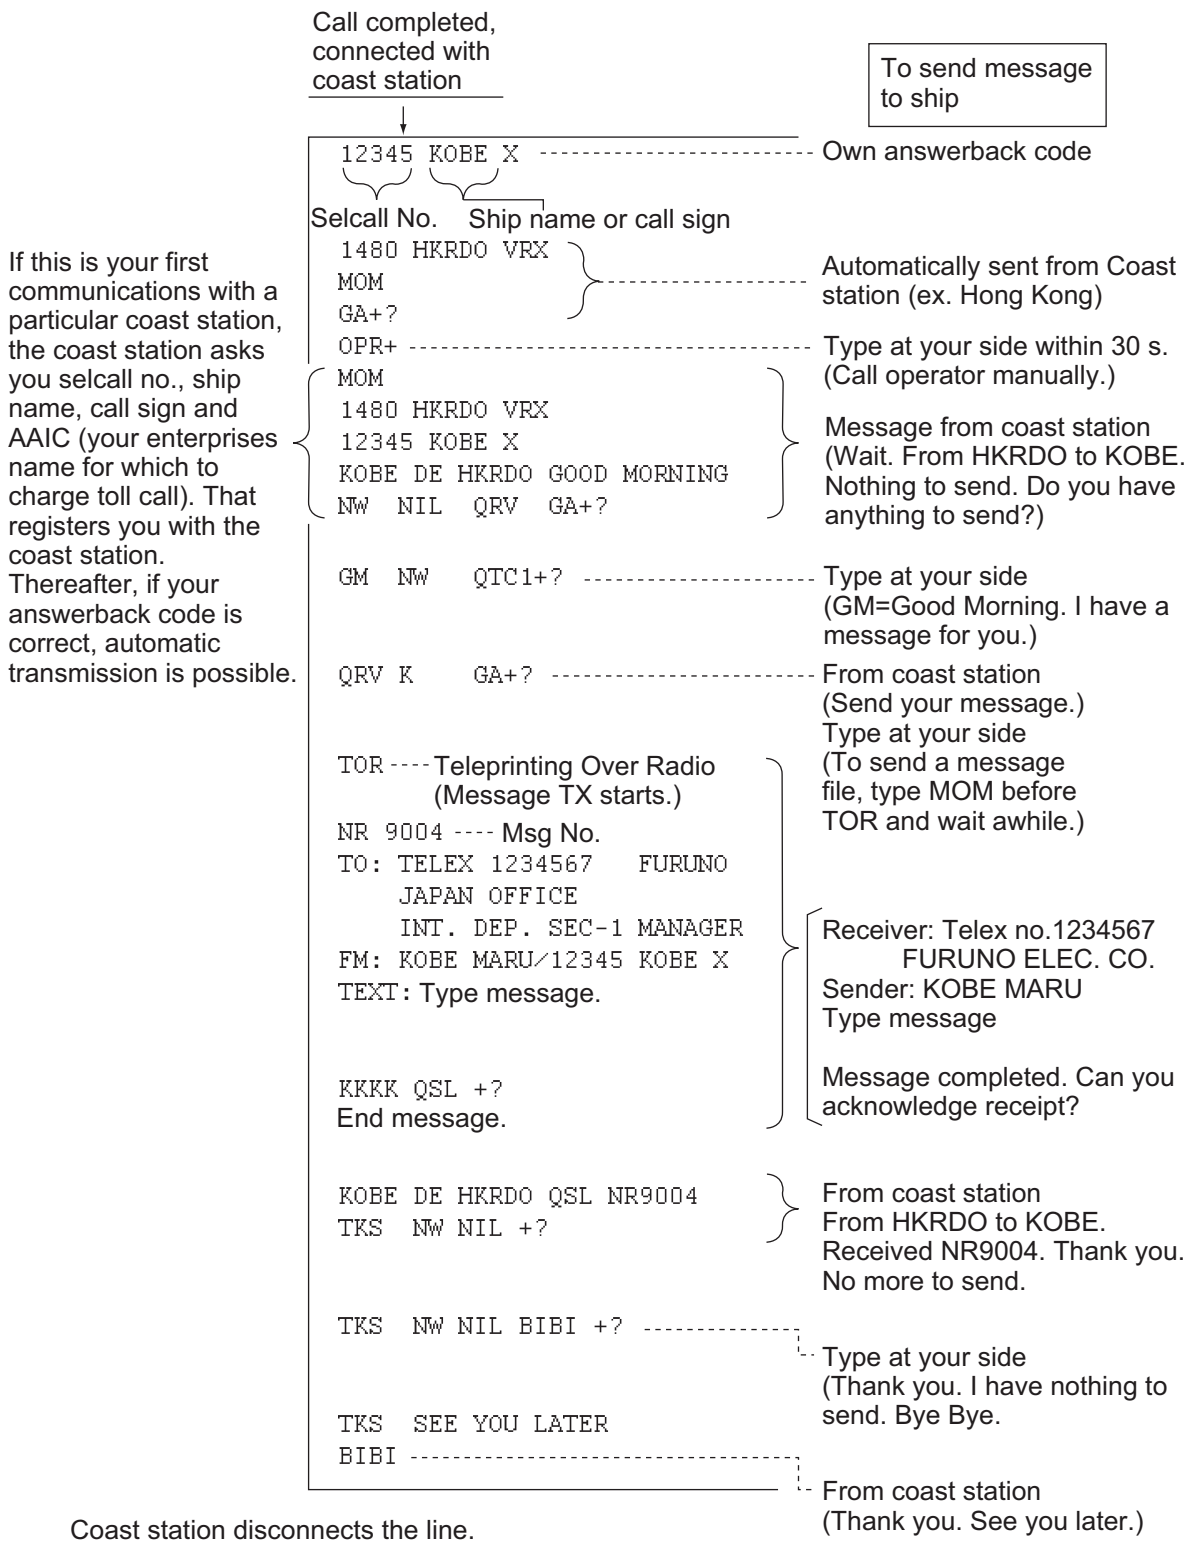 Call completed,
connected with
coast station
To send message
to ship
12345 KOBE X
Own answerback code
Selcall No.
Ship name or call sign
If this is your first
communications with a
particular coast station,
the coast station asks
you selcall no., ship
name, call sign and
AAIC (your enterprises
name for which to
charge toll call). That
registers you with the
coast station.
Thereafter, if your
answerback code is
correct, automatic
transmission is possible.
1480 HKRDO VRX
MOM
GA+?
Automatically sent from Coast
station (ex. Hong Kong)
OPR+
Type at your side within 30 s.
(Call operator manually.)
MOM
1480 HKRDO VRX
12345 KOBE X
KOBE DE HKRDO GOOD MORNING
NW NIL QRV GA+?
Message from coast station
(Wait. From HKRDO to KOBE.
Nothing to send. Do you have
anything to send?)
GM NW QTC1+?
Type at your side
(GM=Good Morning. I have a
message for you.)
QRV K GA+?
From coast station
(Send your message.)
Type at your side
(To send a message
file, type MOM before
TOR and wait awhile.)
TOR ---- Teleprinting Over Radio
(Message TX starts.)
NR 9004 ---- Msg No.
TO: TELEX 1234567 FURUNO
JAPAN OFFICE
INT. DEP. SEC-1 MANAGER
FM: KOBE MARU/12345 KOBE X
TEXT: Type message.
KKKK QSL +?
End message.
Receiver: Telex no.1234567
FURUNO ELEC. CO.
Sender: KOBE MARU
Type message
Message completed. Can you
acknowledge receipt?
KOBE DE HKRDO QSL NR9004
TKS NW NIL +?
From coast station
From HKRDO to KOBE.
Received NR9004. Thank you.
No more to send.
TKS NW NIL BIBI +?
Type at your side
(Thank you. I have nothing to
send. Bye Bye.
TKS SEE YOU LATER
BIBI
From coast station
(Thank you. See you later.)
Coast station disconnects the line.